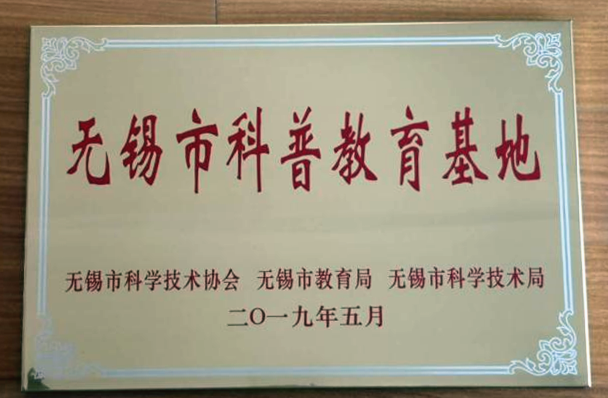 无锡市科普教育基地
无锡市科学技术协会 无锡市教育局 无锡市科学技术局
二〇一九年五月